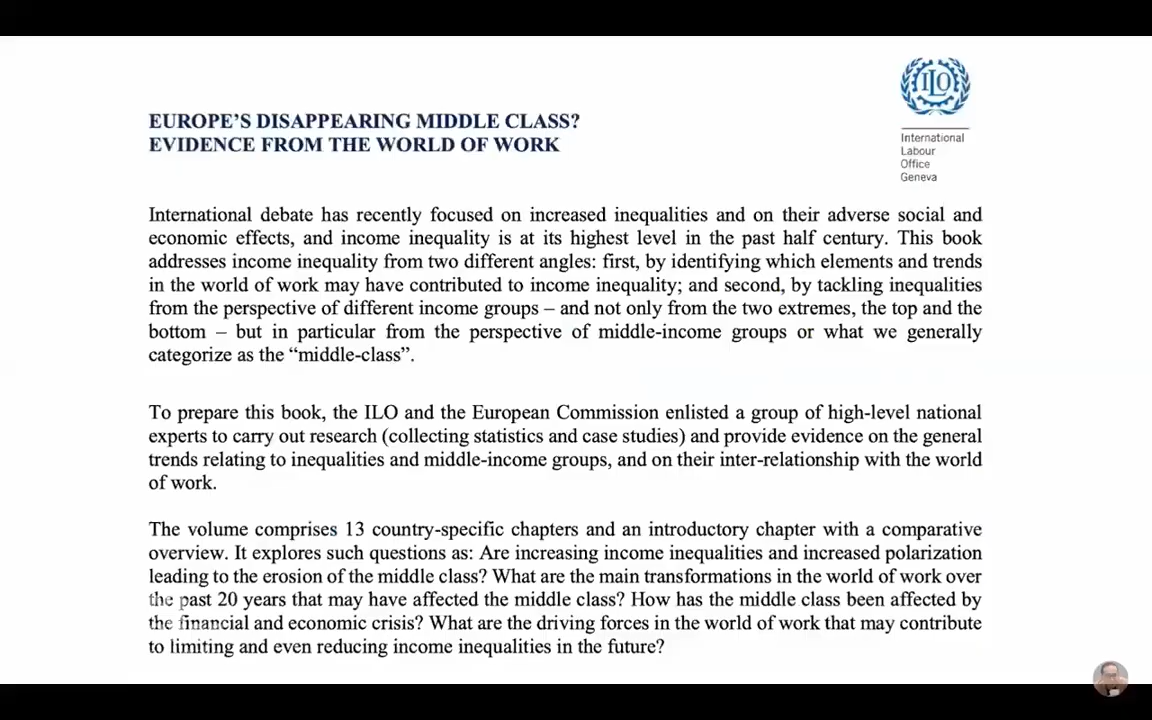 EUROPE'S DISAPPEARING MIDDLE CLASS?
EVIDENCE FROM THE WORLD OF WORK
ILO
International
Labour
Office
Geneva
International debate has recently focused on increased inequalities and on their adverse social and
economic effects, and income inequality is at its highest level in the past half century. This book
addresses income inequality from two different angles: first, by identifying which elements and trends
in the world of work may have contributed to income inequality; and second, by tackling inequalities
from the perspective of different income groups – and not only from the two extremes, the top and the
bottom – but in particular from the perspective of middle-income groups or what we generally
categorize as the “middle-class”.
To prepare this book, the ILO and the European Commission enlisted a group of high-level national
experts to carry out research (collecting statistics and case studies) and provide evidence on the general
trends relating to inequalities and middle-income groups, and on their inter-relationship with the world
of work.
The volume comprises 13 country-specific chapters and an introductory chapter with a comparative
overview. It explores such questions as: Are increasing income inequalities and increased polarization
leading to the erosion of the middle class? What are the main transformations in the world of work over
the past 20 years that may have affected the middle class? How has the middle class been affected by
the financial and economic crisis? What are the driving forces in the world of work that may contribute
to limiting and even reducing income inequalities in the future?